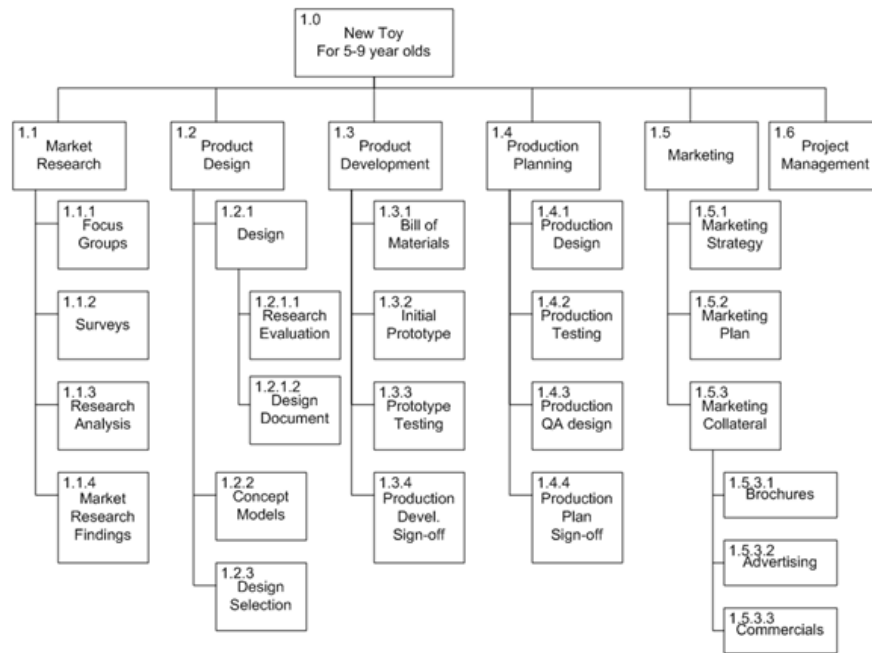 1.0
New Toy
For 5-9 year olds
1.1
Market
Research
1.2
Product
Design
1.3
Product
Development
1.4
Production
Planning
1.5
Marketing
1.6
Project
Management
1.1.1
Focus
Groups
1.1.2
Surveys
1.1.3
Research
Analysis
1.1.4
Market
Research
Findings
1.2.1
Design
1.2.1.1
Research
Evaluation
1.2.1.2
Design
Document
1.2.2
Concept
Models
1.2.3
Design
Selection
1.3.1
Bill of
Materials
1.3.2
Initial
Prototype
1.3.3
Prototype
Testing
1.3.4
Production
Devel.
Sign-off
1.4.1
Production
Design
1.4.2
Production
Testing
1.4.3
Production
QA design
1.4.4
Production
Plan
Sign-off
1.5.1
Marketing
Strategy
1.5.2
Marketing
Plan
1.5.3
Marketing
Collateral
1.5.3.1
Brochures
1.5.3.2
Advertising
1.5.3.3
Commercials